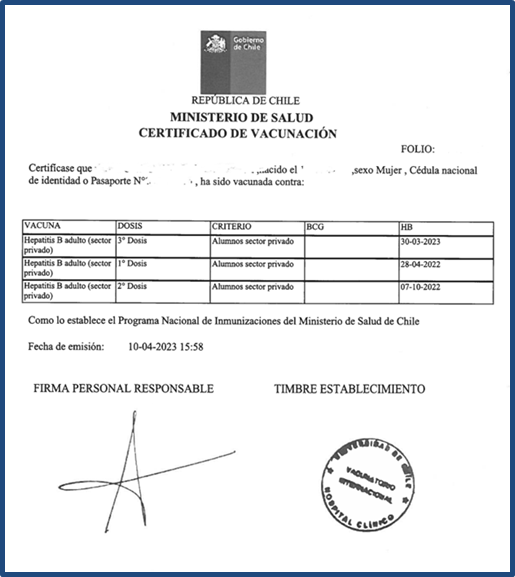 Gobierno
de Chile
REPÚBLICA DE CHILE
MINISTERIO DE SALUD
CERTIFICADO DE VACUNACIÓN
FOLIO:
Certifícase que ,nacido el ,sexo Mujer , Cédula nacional
de identidad o Pasaporte Nº , ha sido vacunada contra:
VACUNA DOSIS CRITERIO BCG HB
Hepatitis B adulto (sector privado) 3° Dosis Alumnos sector privado 30-03-2023
Hepatitis B adulto (sector privado) 1° Dosis Alumnos sector privado 28-04-2022
Hepatitis B adulto (sector privado) 2° Dosis Alumnos sector privado 07-10-2022
Como lo establece el Programa Nacional de Inmunizaciones del Ministerio de Salud de Chile
Fecha de emisión: 10-04-2023 15:58
FIRMA PERSONAL RESPONSABLE TIMBRE ESTABLECIMIENTO
UNIVERSIDAD DE CHILE
VACUNATORIO
INTERNACIONAL
HOSPITAL CLÍNICO